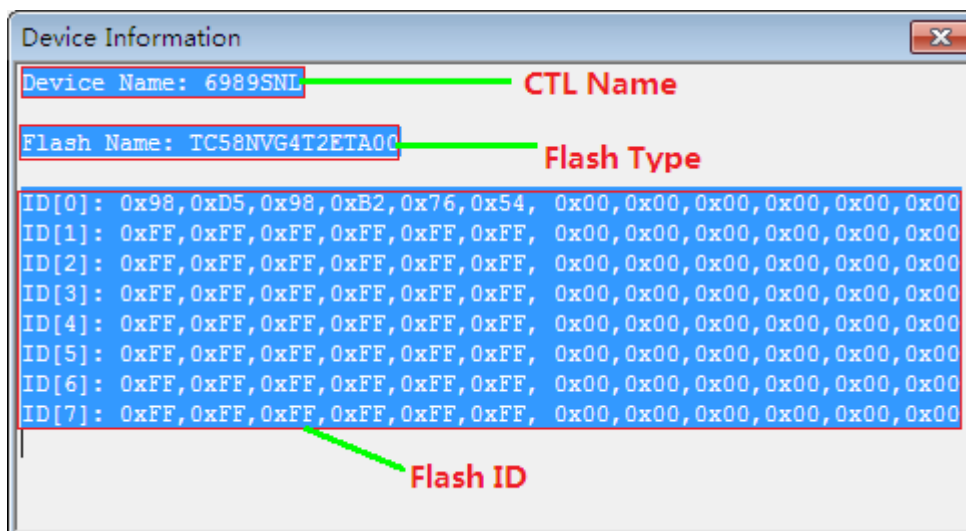 Device Information
Device Name: 6989SNL
CTL Name
Flash Name: TC58NVG4T2ETA00
Flash Type
ID[0]: 0x98,0xD5,0x98,0xB2,0x76,0x54, 0x00,0x00,0x00,0x00,0x00,0x00
ID[1]: 0xFF,0xFF,0xFF,0xFF,0xFF,0xFF, 0x00,0x00,0x00,0x00,0x00,0x00
ID[2]: 0xFF,0xFF,0xFF,0xFF,0xFF,0xFF, 0x00,0x00,0x00,0x00,0x00,0x00
ID[3]: 0xFF,0xFF,0xFF,0xFF,0xFF,0xFF, 0x00,0x00,0x00,0x00,0x00,0x00
ID[4]: 0xFF,0xFF,0xFF,0xFF,0xFF,0xFF, 0x00,0x00,0x00,0x00,0x00,0x00
ID[5]: 0xFF,0xFF,0xFF,0xFF,0xFF,0xFF, 0x00,0x00,0x00,0x00,0x00,0x00
ID[6]: 0xFF,0xFF,0xFF,0xFF,0xFF,0xFF, 0x00,0x00,0x00,0x00,0x00,0x00
ID[7]: 0xFF,0xFF,0xFF,0xFF,0xFF,0xFF, 0x00,0x00,0x00,0x00,0x00,0x00
Flash ID